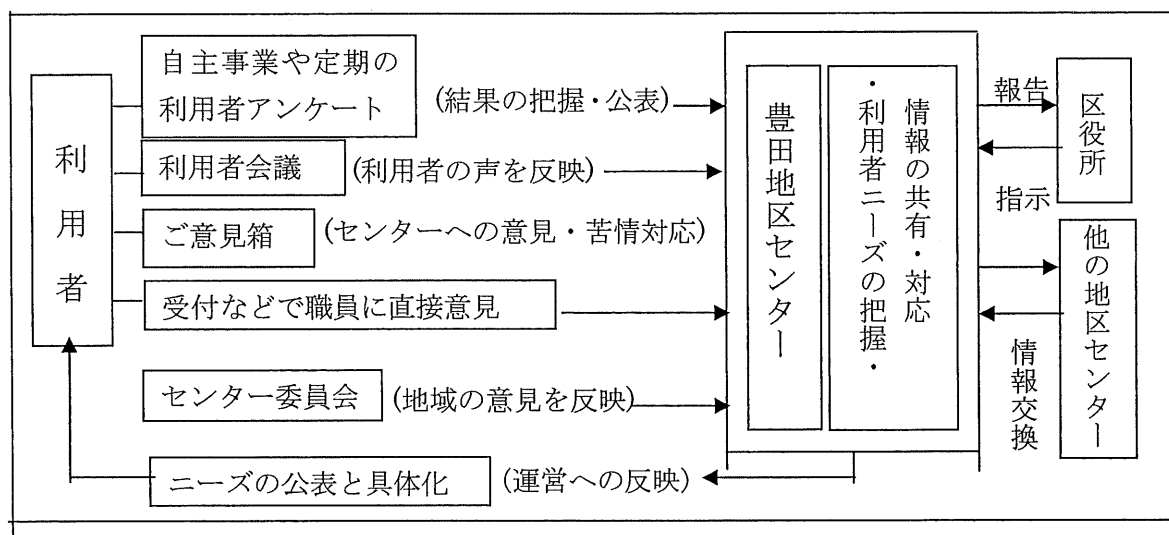 利用者
自主事業や定期の
利用者アンケート
(結果の把握・公表)
利用者会議
(利用者の声を反映)
ご意見箱
(センターへの意見・苦情対応)
受付などで職員に直接意見
センター委員会
(地域の意見を反映)
ニーズの公表と具体化
(運営への反映)
豊田地区センター
情報の共有・対応
・利用者ニーズの把握・
報告
指示
区役所
情報交換
他の地区センター